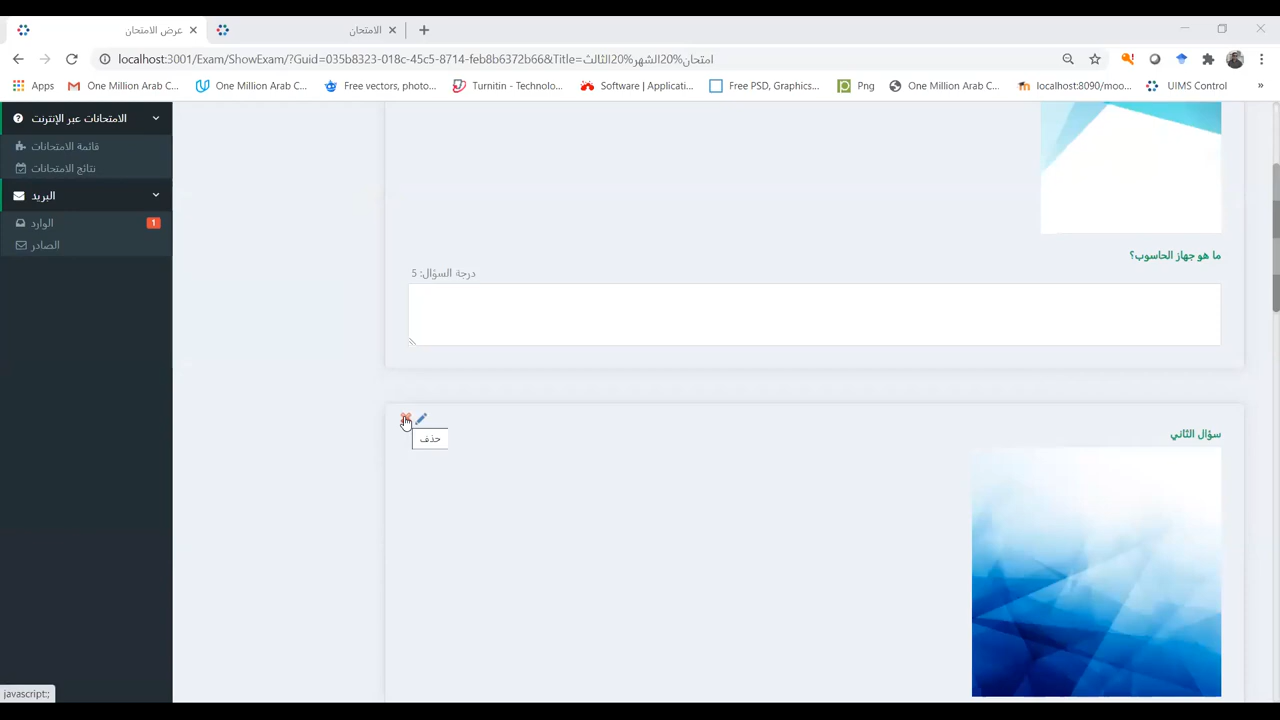 عرض الامتحان
الامتحان
localhost:3001/Exam/ShowExam/?Guid=035b8323-018c-45e5-8714-feb8b6372b66&Title=امتحان%20الشهر%20الثالث
Apps
One Million Arab C...
One Million Arab C...
Free vectors, photo...
Turnitin - Technolo...
Software | Applicati...
Free PSD, Graphics...
Png
One Million Arab C...
localhost:8090/moo...
UIMS Control
»
الامتحانات عبر الإنترنت
قائمة الامتحانات
نتائج الامتحانات
البريد
الوارد
1
الصادر
ما هو جهاز الحاسوب؟
درجة السؤال: 5
حذف
سؤال الثاني
javascript:;